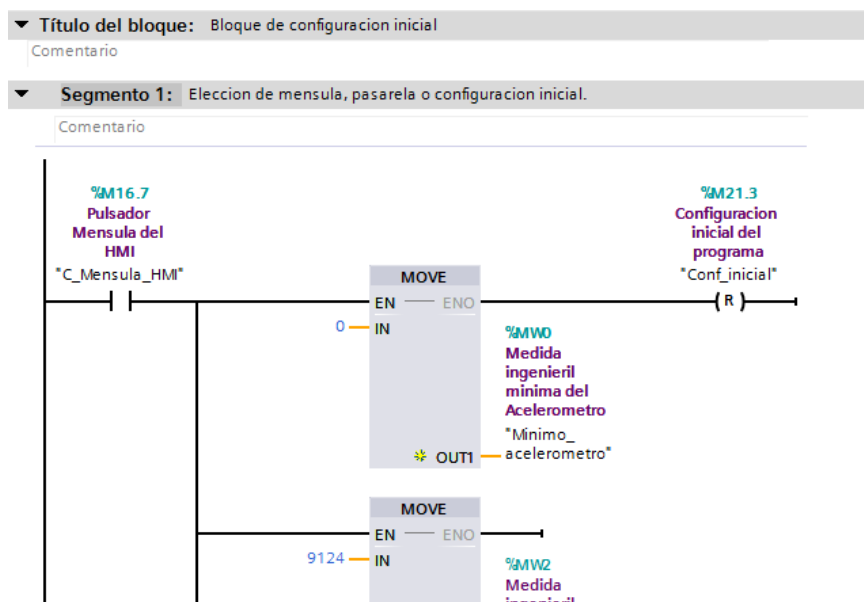 Título del bloque: Bloque de configuracion inicial
Comentario
Segmento 1: Eleccion de mensula, pasarela o configuracion inicial.
Comentario
%M16.7
Pulsador
Mensula del
HMI
"C_Mensula_HMI"
%M21.3
Configuracion
inicial del
programa
"Conf_inicial"
MOVE
EN ENO
( R )
0 IN
%MW0
Medida
ingenieril
minima del
Acelerometro
"Minimo_
acelerometro"
OUT1
MOVE
EN ENO
9124 IN
%MW2
Medida